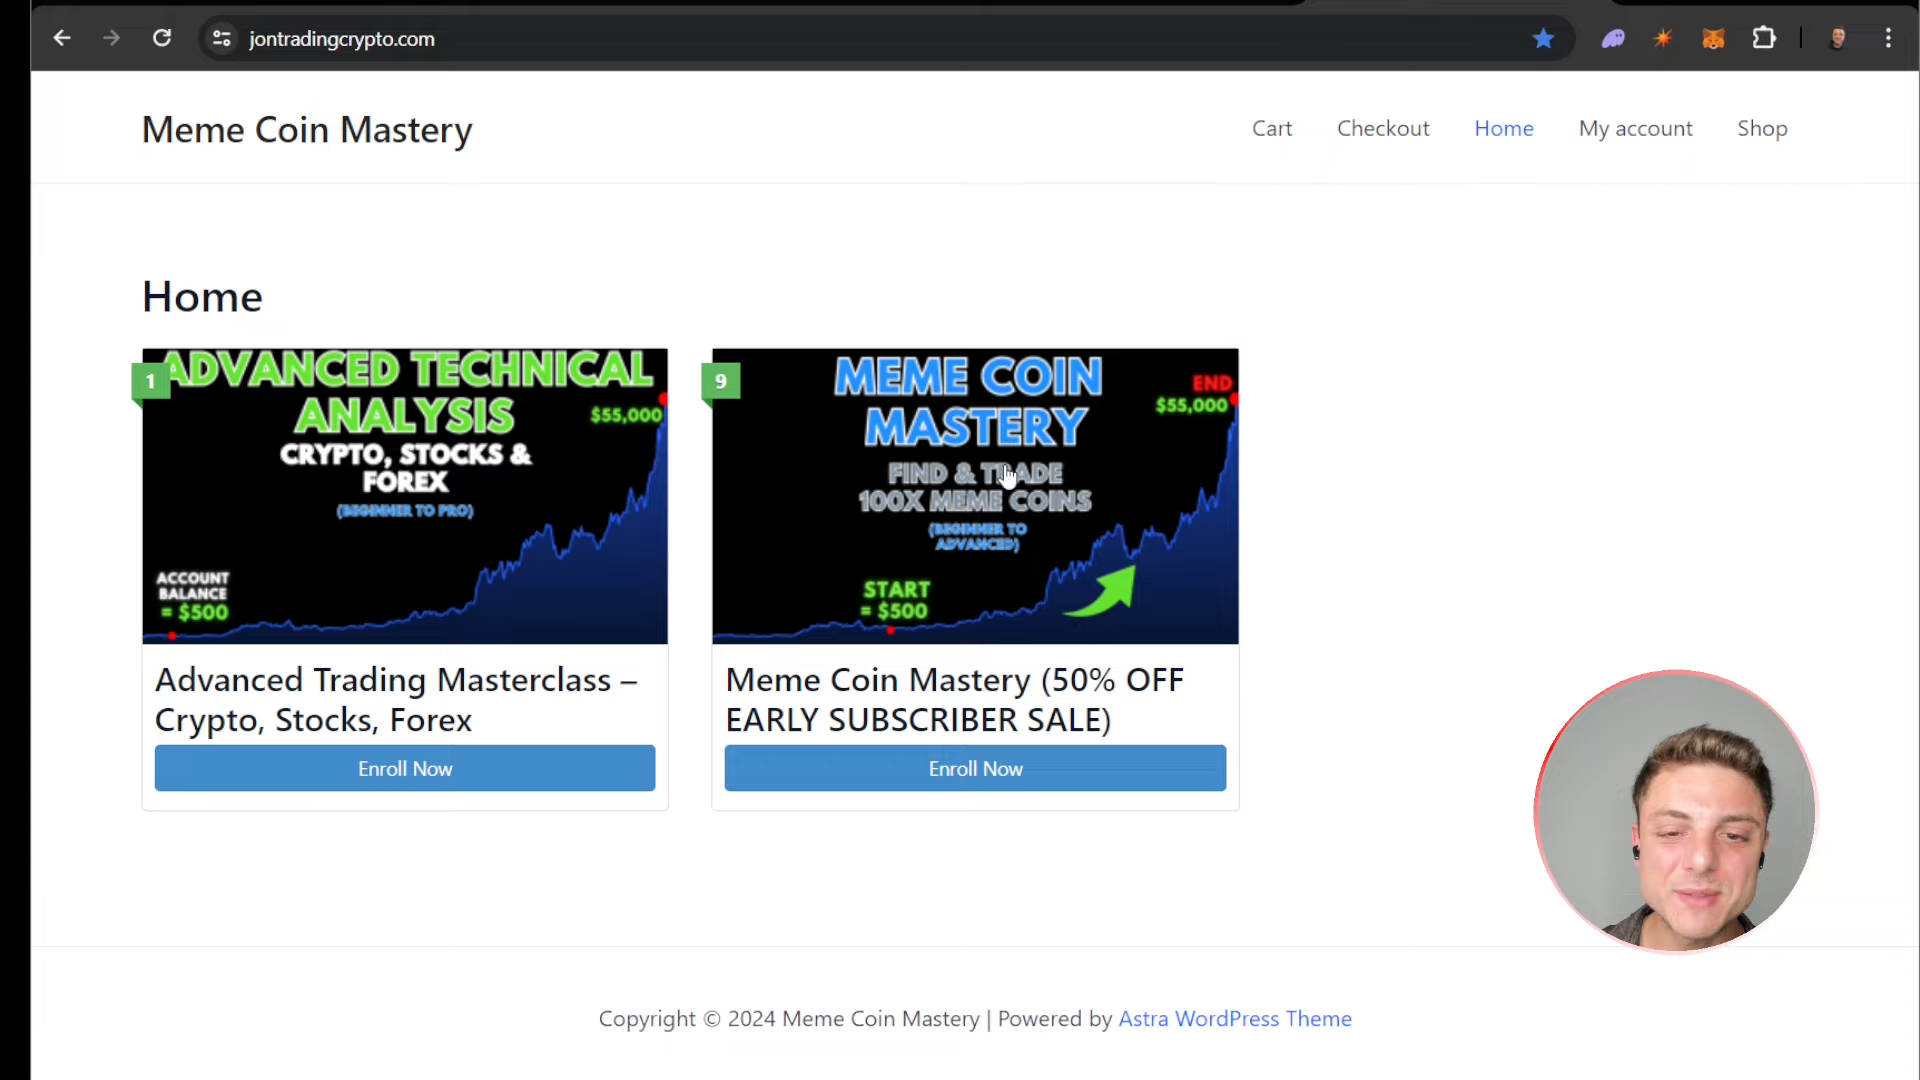 jontradingcrypto.com
Meme Coin Mastery
Cart
Checkout
Home
My account
Shop
Home
1
ADVANCED TECHNICAL
ANALYSIS
$55,000
CRYPTO, STOCKS &
FOREX
(BEGINNER TO PRO)
ACCOUNT
BALANCE
= $500
Advanced Trading Masterclass –
Crypto, Stocks, Forex
Enroll Now
9
MEME COIN
MASTERY
END
$55,000
FIND & TRADE
100X MEME COINS
(BEGINNER TO
ADVANCED)
START
= $500
Meme Coin Mastery (50% OFF
EARLY SUBSCRIBER SALE)
Enroll Now
Copyright © 2024 Meme Coin Mastery | Powered by Astra WordPress Theme